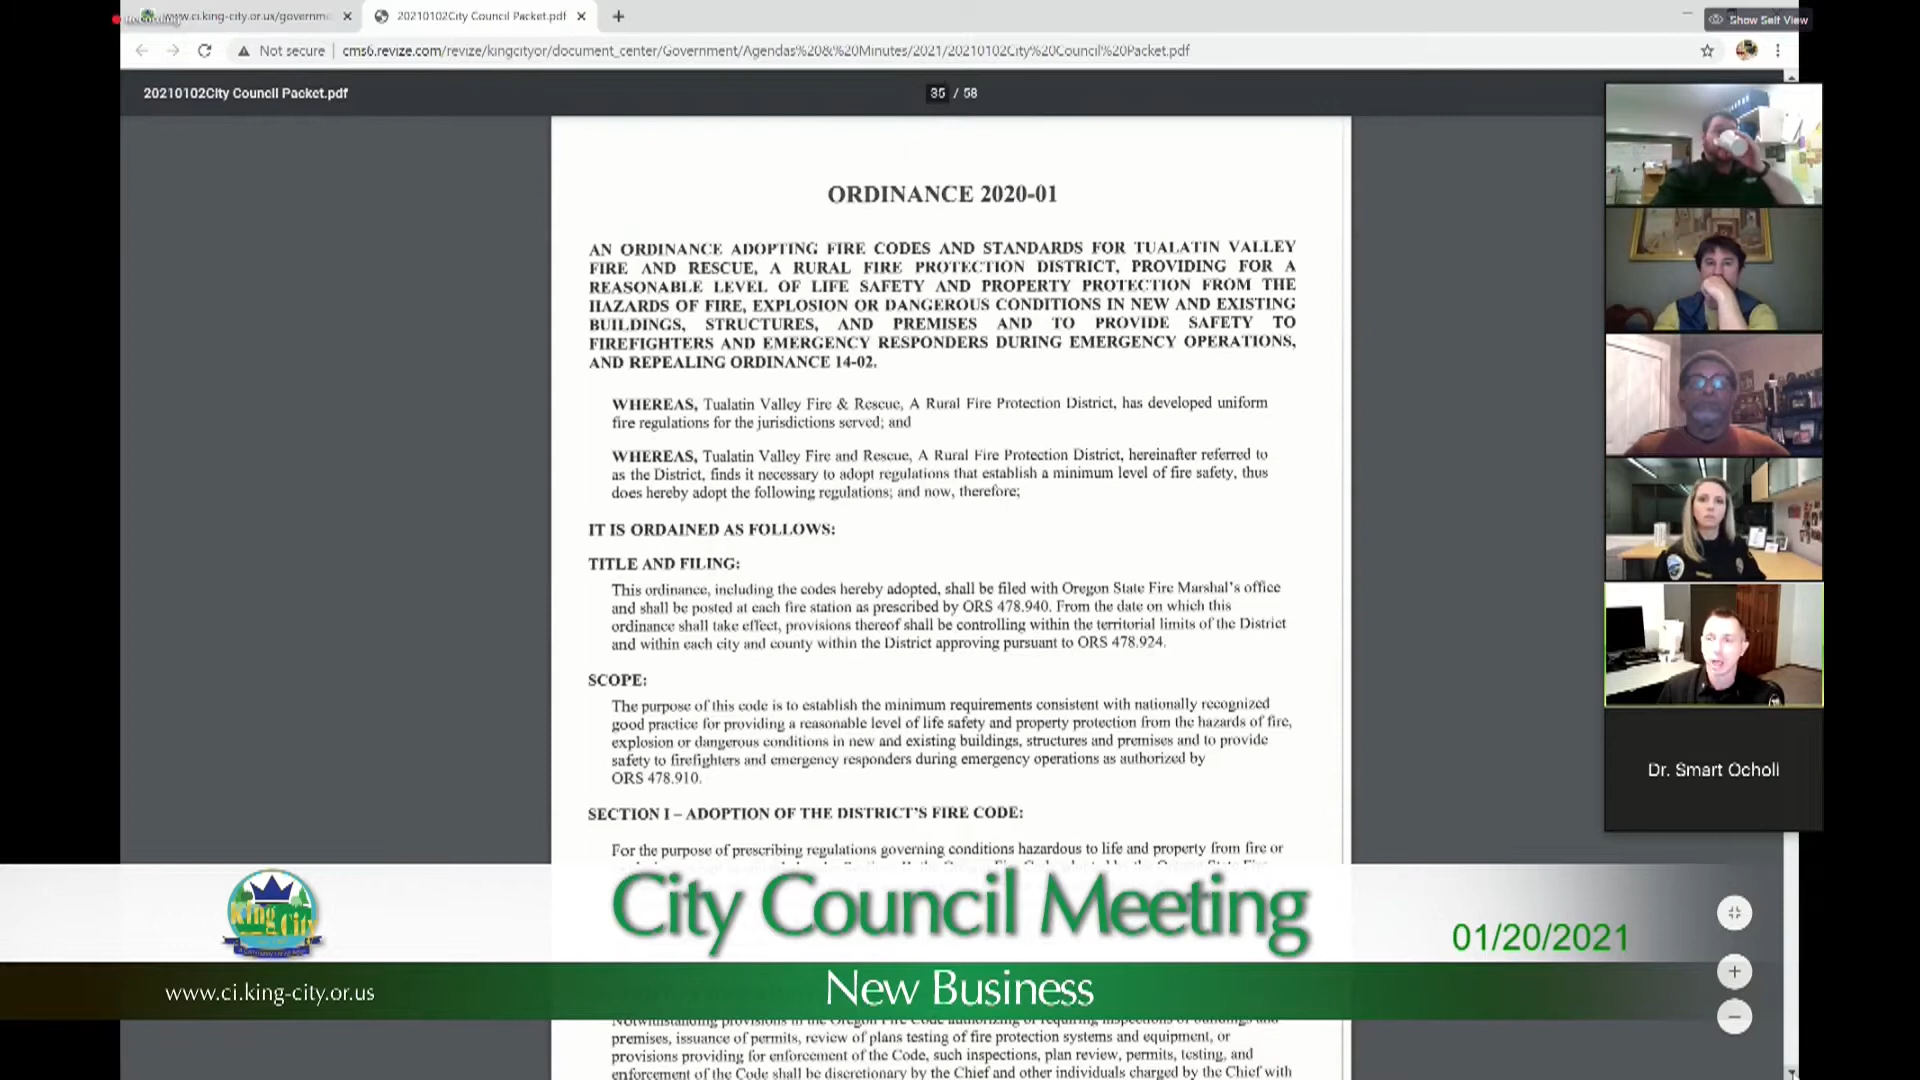 www.ci.king-city.or.us/governme
20210102City Council Packet.pdf
Show Self View
Not secure
cms6.revize.com/revize/kingcityor/document_center/Government/Agendas%20&%20Minutes/2021/20210102City%20Council%20Packet.pdf
20210102City Council Packet.pdf
35 / 58
ORDINANCE 2020-01
AN ORDINANCE ADOPTING FIRE CODES AND STANDARDS FOR TUALATIN VALLEY
FIRE AND RESCUE, A RURAL FIRE PROTECTION DISTRICT, PROVIDING FOR A
REASONABLE LEVEL OF LIFE SAFETY AND PROPERTY PROTECTION FROM THE
HAZARDS OF FIRE, EXPLOSION OR DANGEROUS CONDITIONS IN NEW AND EXISTING
BUILDINGS, STRUCTURES, AND PREMISES AND TO PROVIDE SAFETY TO
FIREFIGHTERS AND EMERGENCY RESPONDERS DURING EMERGENCY OPERATIONS,
AND REPEALING ORDINANCE 14-02.
WHEREAS, Tualatin Valley Fire & Rescue, A Rural Fire Protection District, has developed uniform
fire regulations for the jurisdictions served; and
WHEREAS, Tualatin Valley Fire and Rescue, A Rural Fire Protection District, hereinafter referred to
as the District, finds it necessary to adopt regulations that establish a minimum level of fire safety, thus
does hereby adopt the following regulations; and now, therefore;
IT IS ORDAINED AS FOLLOWS:
TITLE AND FILING:
This ordinance, including the codes hereby adopted, shall be filed with Oregon State Fire Marshal's office
and shall be posted at each fire station as prescribed by ORS 478.940. From the date on which this
ordinance shall take effect, provisions thereof shall be controlling within the territorial limits of the District
and within each city and county within the District approving pursuant to ORS 478.924.
SCOPE:
The purpose of this code is to establish the minimum requirements consistent with nationally recognized
good practice for providing a reasonable level of life safety and property protection from the hazards of fire,
explosion or dangerous conditions in new and existing buildings, structures and premises and to provide
safety to firefighters and emergency responders during emergency operations as authorized by
ORS 478.910.
SECTION I – ADOPTION OF THE DISTRICT'S FIRE CODE:
For the purpose of prescribing regulations governing conditions hazardous to life and property from fire or
Dr. Smart Ocholi
King City
City Council Meeting
01/20/2021
www.ci.king-city.or.us
New Business
Notwithstanding provisions in the Oregon Fire Code authorizing or requiring inspections of buildings and
premises, issuance of permits, review of plans testing of fire protection systems and equipment, or
provisions providing for enforcement of the Code, such inspections, plan review, permits, testing, and
enforcement of the Code shall be discretionary by the Chief and other individuals charged by the Chief with